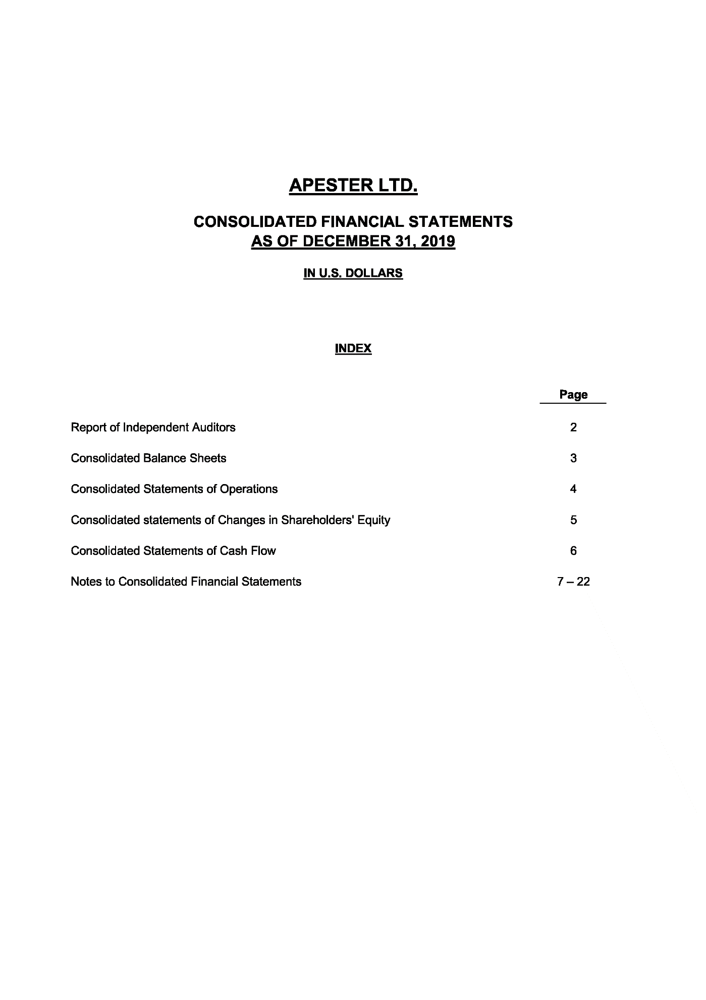 APESTER LTD.
CONSOLIDATED FINANCIAL STATEMENTS
AS OF DECEMBER 31, 2019
IN U.S. DOLLARS
INDEX
Page
Report of Independent Auditors 2
Consolidated Balance Sheets 3
Consolidated Statements of Operations 4
Consolidated statements of Changes in Shareholders' Equity 5
Consolidated Statements of Cash Flow 6
Notes to Consolidated Financial Statements 7 – 22